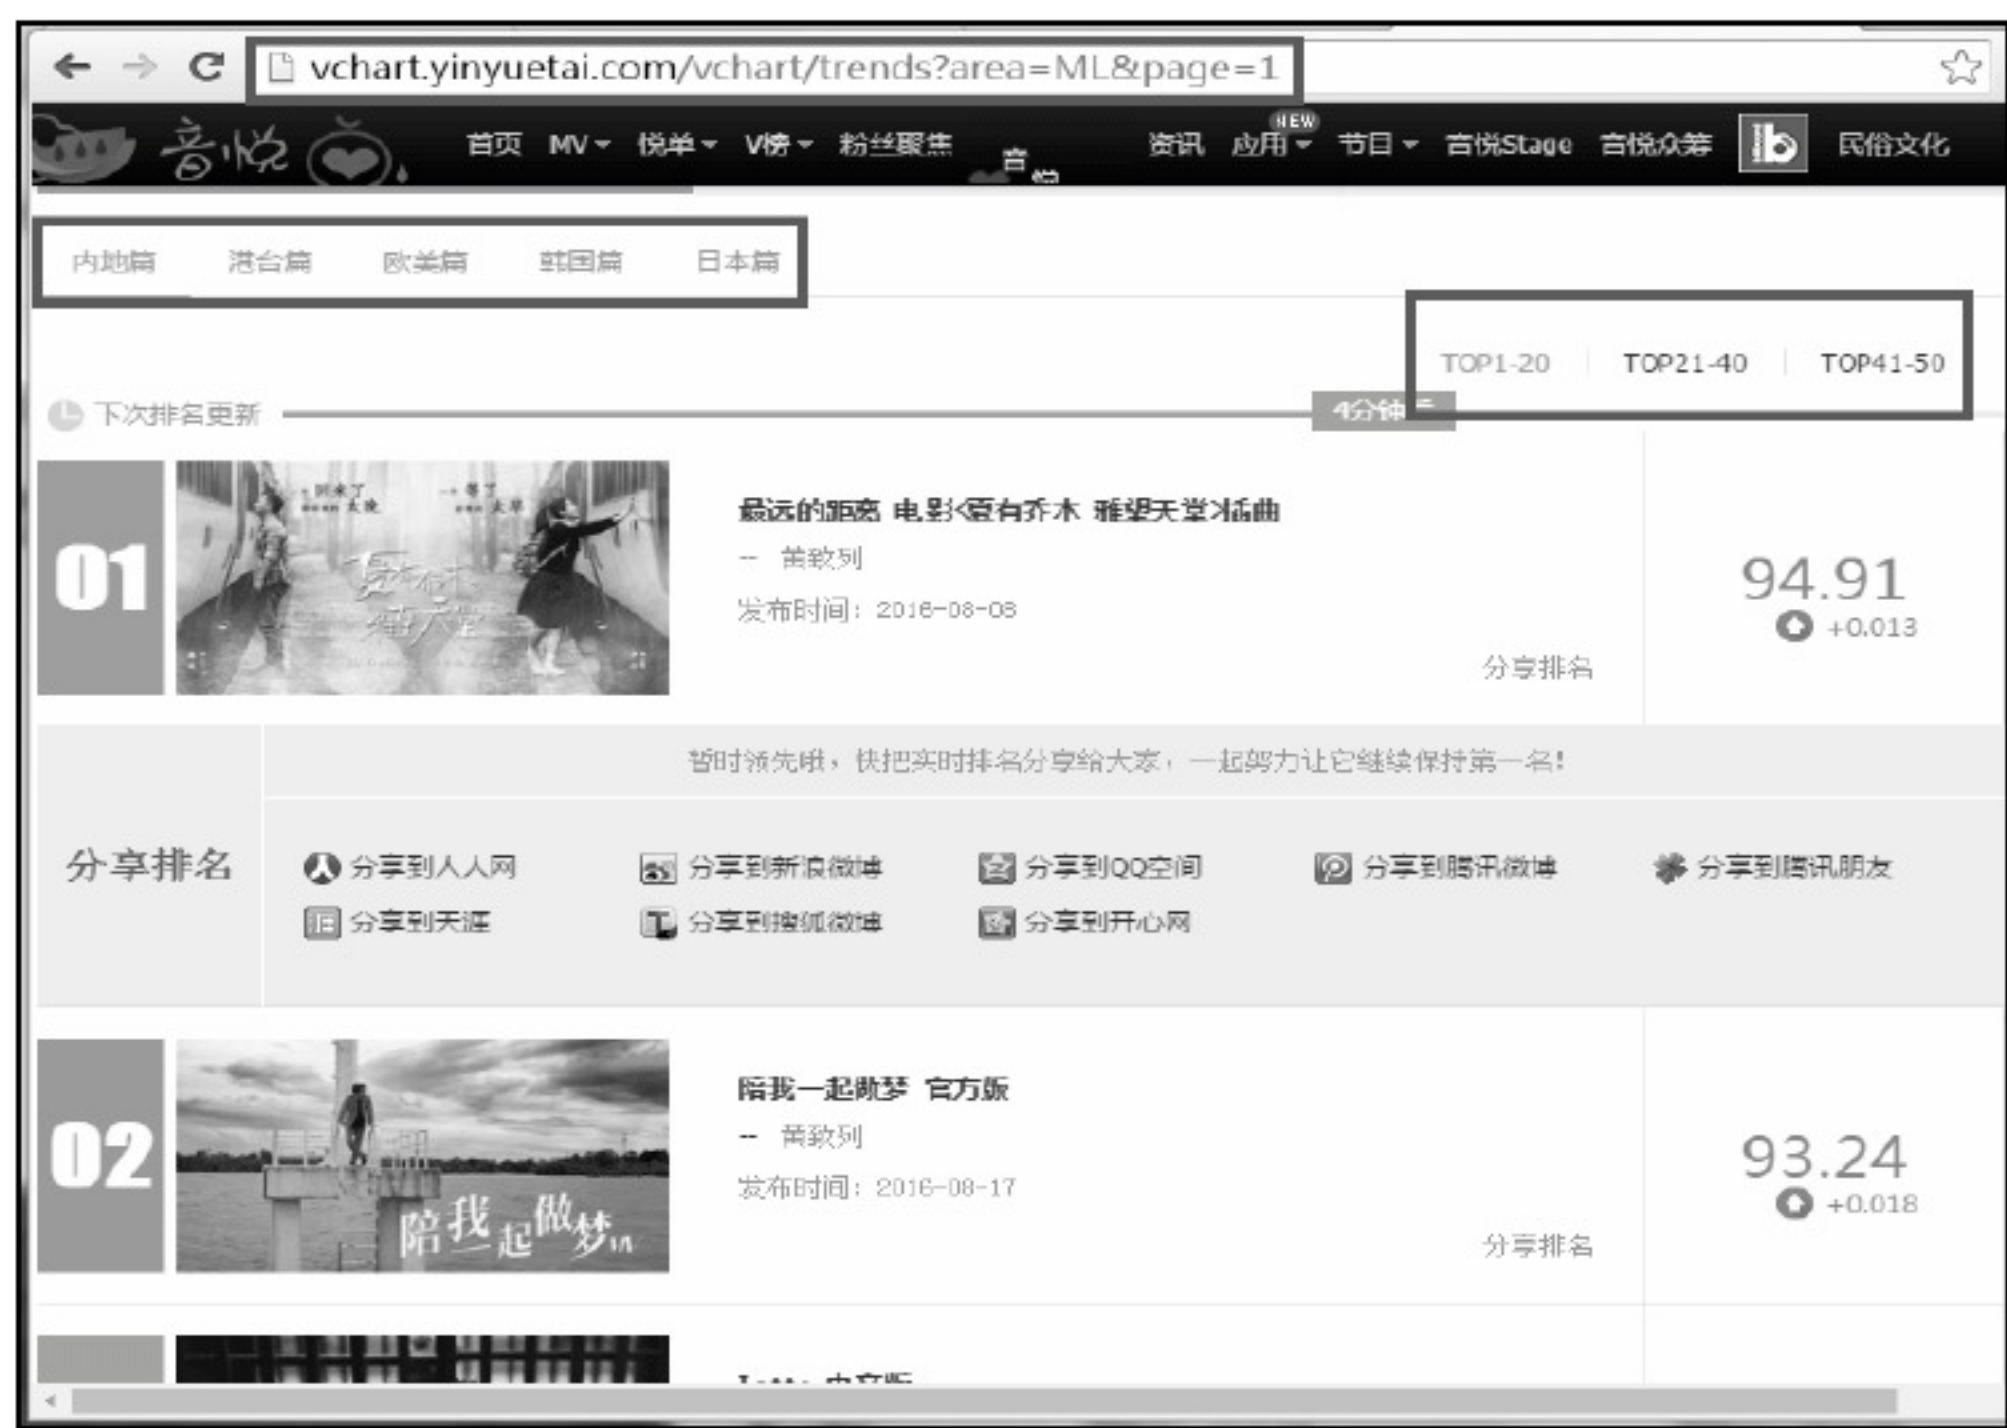 vchart.yinyuetai.com/vchart/trends?area=ML&page=1
音悦 首页 MV 悦单 V榜 粉丝聚焦 音悦 资讯 应用 NEW 节目 音悦Stage 音悦众筹 民俗文化
内地篇 港台篇 欧美篇 韩国篇 日本篇
TOP1-20 TOP21-40 TOP41-50
下次排名更新 4分钟
01
最远的距离 电影<夏有乔木 雅望天堂>插曲
-- 黄致列
发布时间：2016-08-08
94.91
+0.013
分享排名
暂时领先哦，快把实时排名分享给大家，一起努力让它继续保持第一名!
分享排名
分享到人人网 分享到新浪微博 分享到QQ空间 分享到腾讯微博 分享到腾讯朋友
分享到天涯 分享到搜狐微博 分享到开心网
02
陪我一起做梦
陪我一起做梦 官方版
-- 黄致列
发布时间：2016-08-17
93.24
+0.018
分享排名